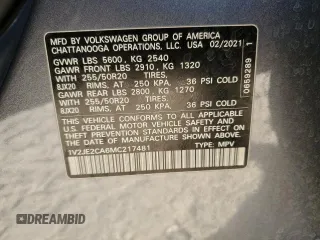 MFD BY VOLKSWAGEN GROUP OF AMERICA
CHATTANOOGA OPERATIONS, LLC. USA 02/2021
GVWR LBS 5600, KG 2540
GAWR FRONT LBS 2910, KG 1320
WITH 255/50R20 TIRES,
8JX20 RIMS, AT 250 KPA. 36 PSI COLD
GAWR REAR LBS 2800 KG 1270
WITH 255/50R20 TIRES,
8JX20 RIMS, AT 250 KPA. 36 PSI COLD
THIS VEHICLE CONFORMS TO ALL APPLICABLE
U.S. FEDERAL MOTOR VEHICLE SAFETY
STANDARDS IN EFFECT ON THE DATE OF
MANUFACTURE SHOWN ABOVE.
1V2JE2CA6MC217481 TYPE: MPV
0659289 1
DREAMBID
DREAMBID.COM